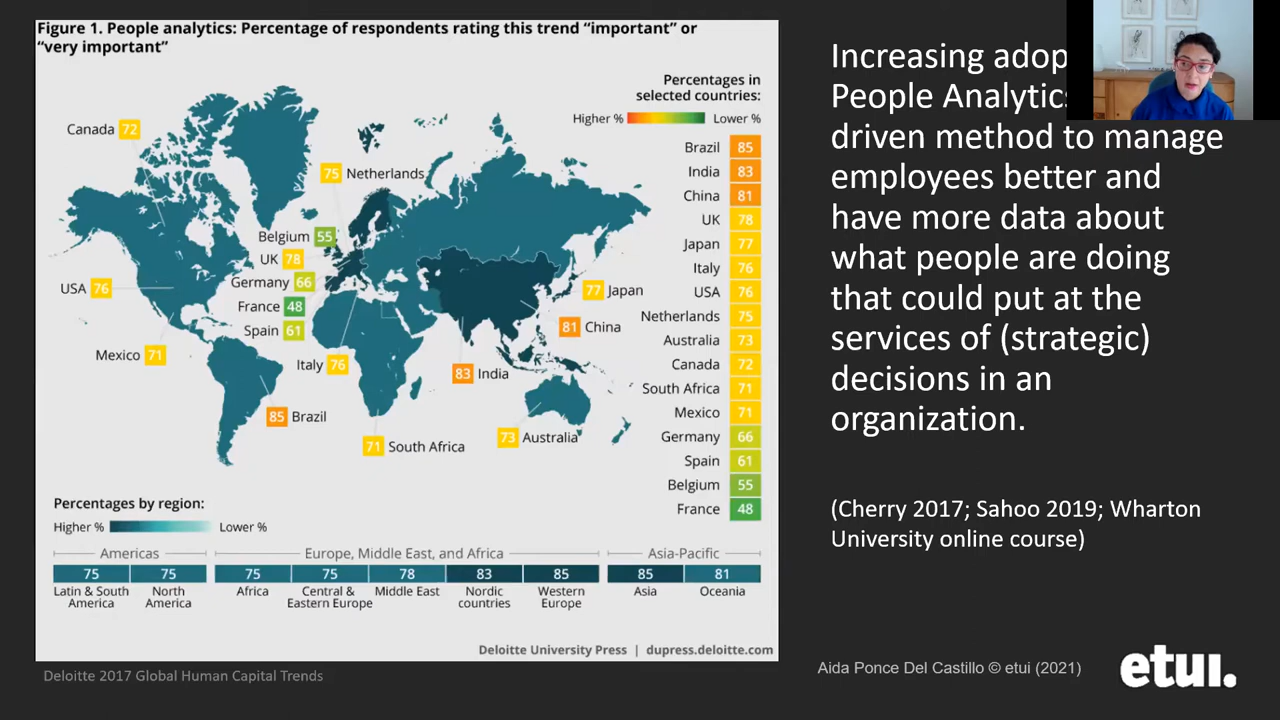 Figure 1. People analytics: Percentage of respondents rating this trend “important” or
“very important”
Percentages in
selected countries:
Higher % Lower %
Canada 72
75 Netherlands
Belgium 55
UK 78
Germany 66
USA 76
France 48
Spain 61
77 Japan
81 China
Mexico 71
Italy 76
83 India
85 Brazil
71 South Africa
73 Australia
Brazil 85
India 83
China 81
UK 78
Japan 77
Italy 76
USA 76
Netherlands 75
Australia 73
Canada 72
South Africa 71
Mexico 71
Germany 66
Spain 61
Belgium 55
France 48
Percentages by region:
Higher % Lower %
Americas
75 75
Latin & South North
America America
Europe, Middle East, and Africa
75 75 78 83 85
Africa Central & Middle East Nordic Western
Eastern Europe countries Europe
Asia-Pacific
85 81
Asia Oceania
Deloitte University Press | dupress.deloitte.com
Deloitte 2017 Global Human Capital Trends
Increasing
People
driven method to manage
employees better and
have more data about
what people are doing
that could put at the
services of (strategic)
decisions in an
organization.
(Cherry 2017; Sahoo 2019; Wharton
University online course)
Aida Ponce Del Castillo © etui (2021)
etui.